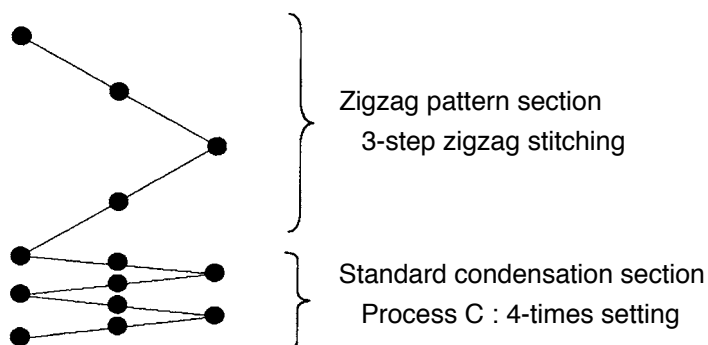 Zigzag pattern section
3-step zigzag stitching
Standard condensation section
Process C : 4-times setting